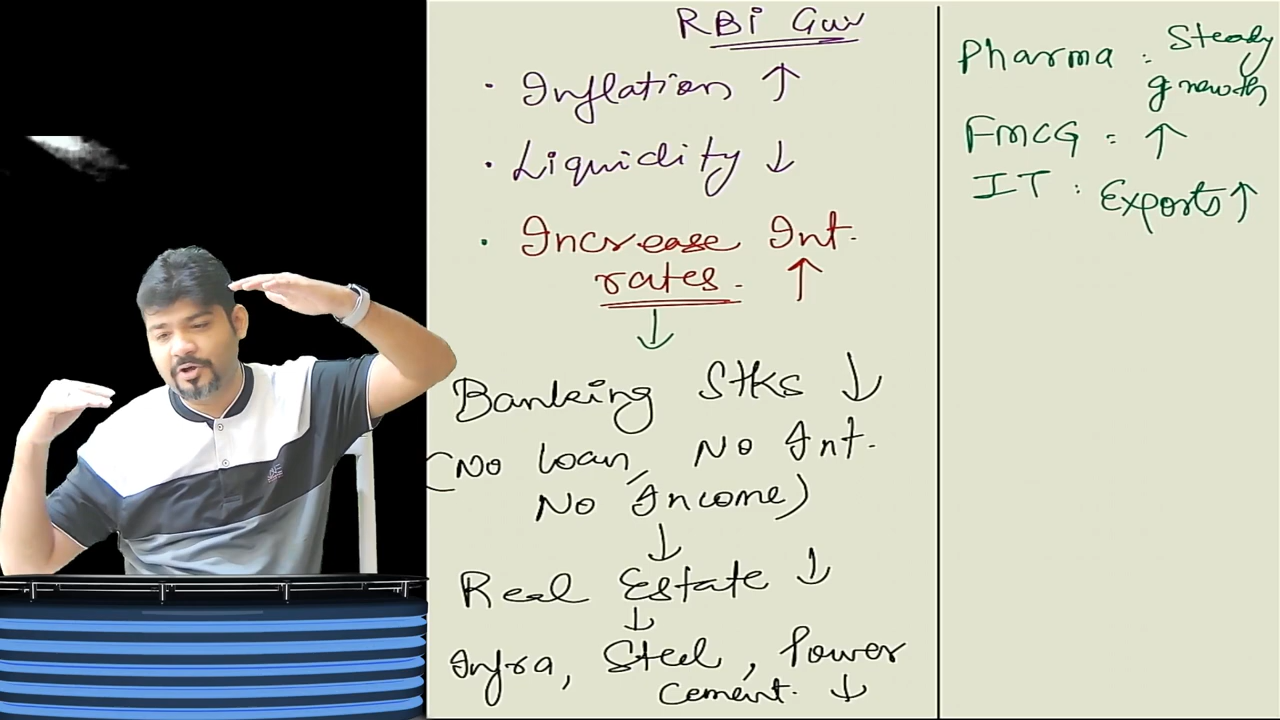 RBI Guv
· Inflation ↑
· Liquidity ↓
· Increase Int.
rates. ↑
↓
Banking Stks ↓
(No loan, No Int.
No Income)
↓
Real Estate ↓
↓
Infra, Steel, Power
cement. ↓
Pharma : Steady
growth
FMCG : ↑
IT : Exports ↑